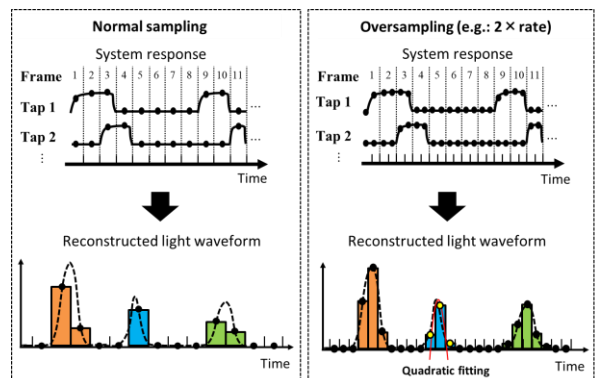 Normal sampling
System response
Frame 1 2 3 4 5 6 7 8 9 10 11
Tap 1 ...
Tap 2 ...
⋮
Time
Reconstructed light waveform
Time
Oversampling (e.g.: 2 × rate)
System response
Frame 1 2 3 4 5 6 7 8 9 10 11
Tap 1 ...
Tap 2 ...
⋮
Time
Reconstructed light waveform
Time
Quadratic fitting